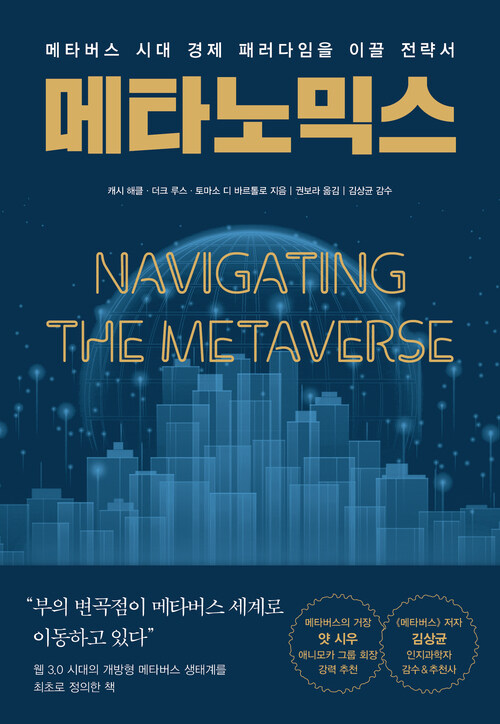 메타버스 시대 경제 패러다임을 이끌 전략서
메타노믹스
캐시 해클 · 더크 루스 · 토마소 디 바르톨로 지음 | 권보라 옮김 | 김상균 감수
NAVIGATING
THE METAVERSE
“부의 변곡점이 메타버스 세계로
이동하고 있다”
웹 3.0 시대의 개방형 메타버스 생태계를
최초로 정의한 책
메타버스의 거장
얏 시우
애니모카 그룹 회장
강력 추천
《메타버스》 저자
김상균
인지과학자
감수&추천사